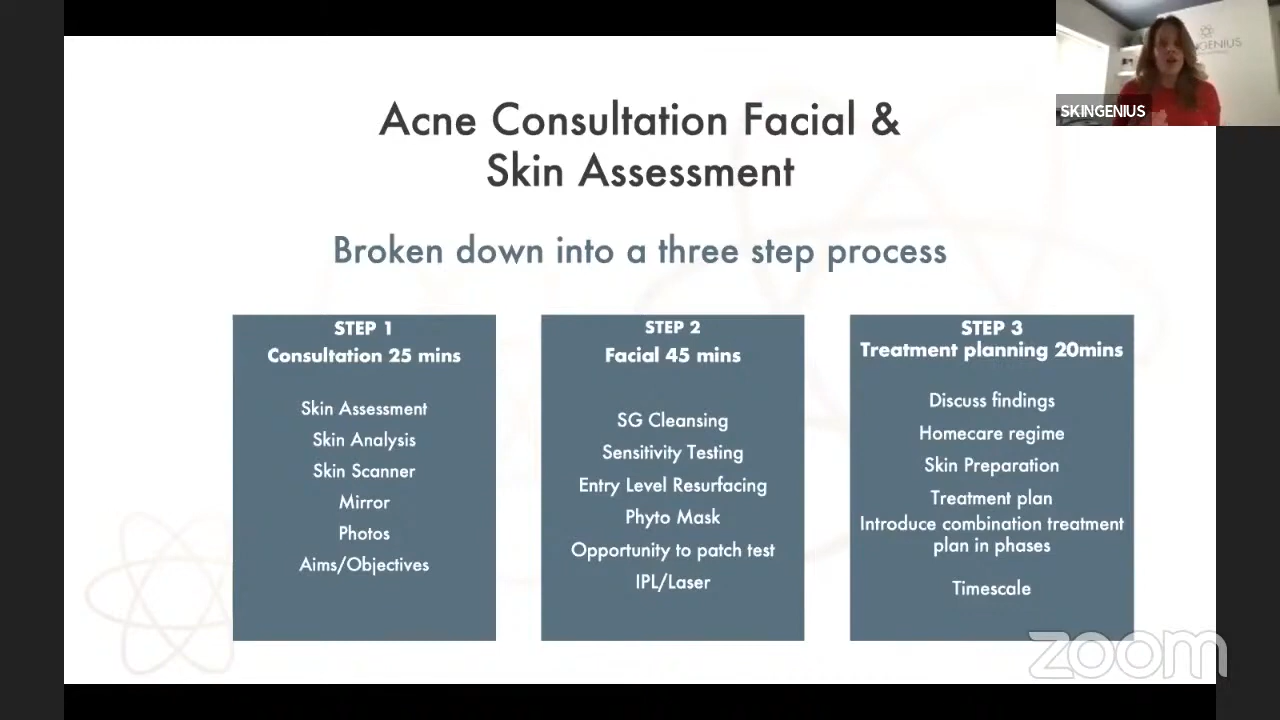 Acne Consultation Facial &
Skin Assessment
Broken down into a three step process
STEP 1
Consultation 25 mins
Skin Assessment
Skin Analysis
Skin Scanner
Mirror
Photos
Aims/Objectives
STEP 2
Facial 45 mins
SG Cleansing
Sensitivity Testing
Entry Level Resurfacing
Phyto Mask
Opportunity to patch test
IPL/Laser
STEP 3
Treatment planning 20mins
Discuss findings
Homecare regime
Skin Preparation
Treatment plan
Introduce combination treatment
plan in phases
Timescale
SKINGENIUS
zoom